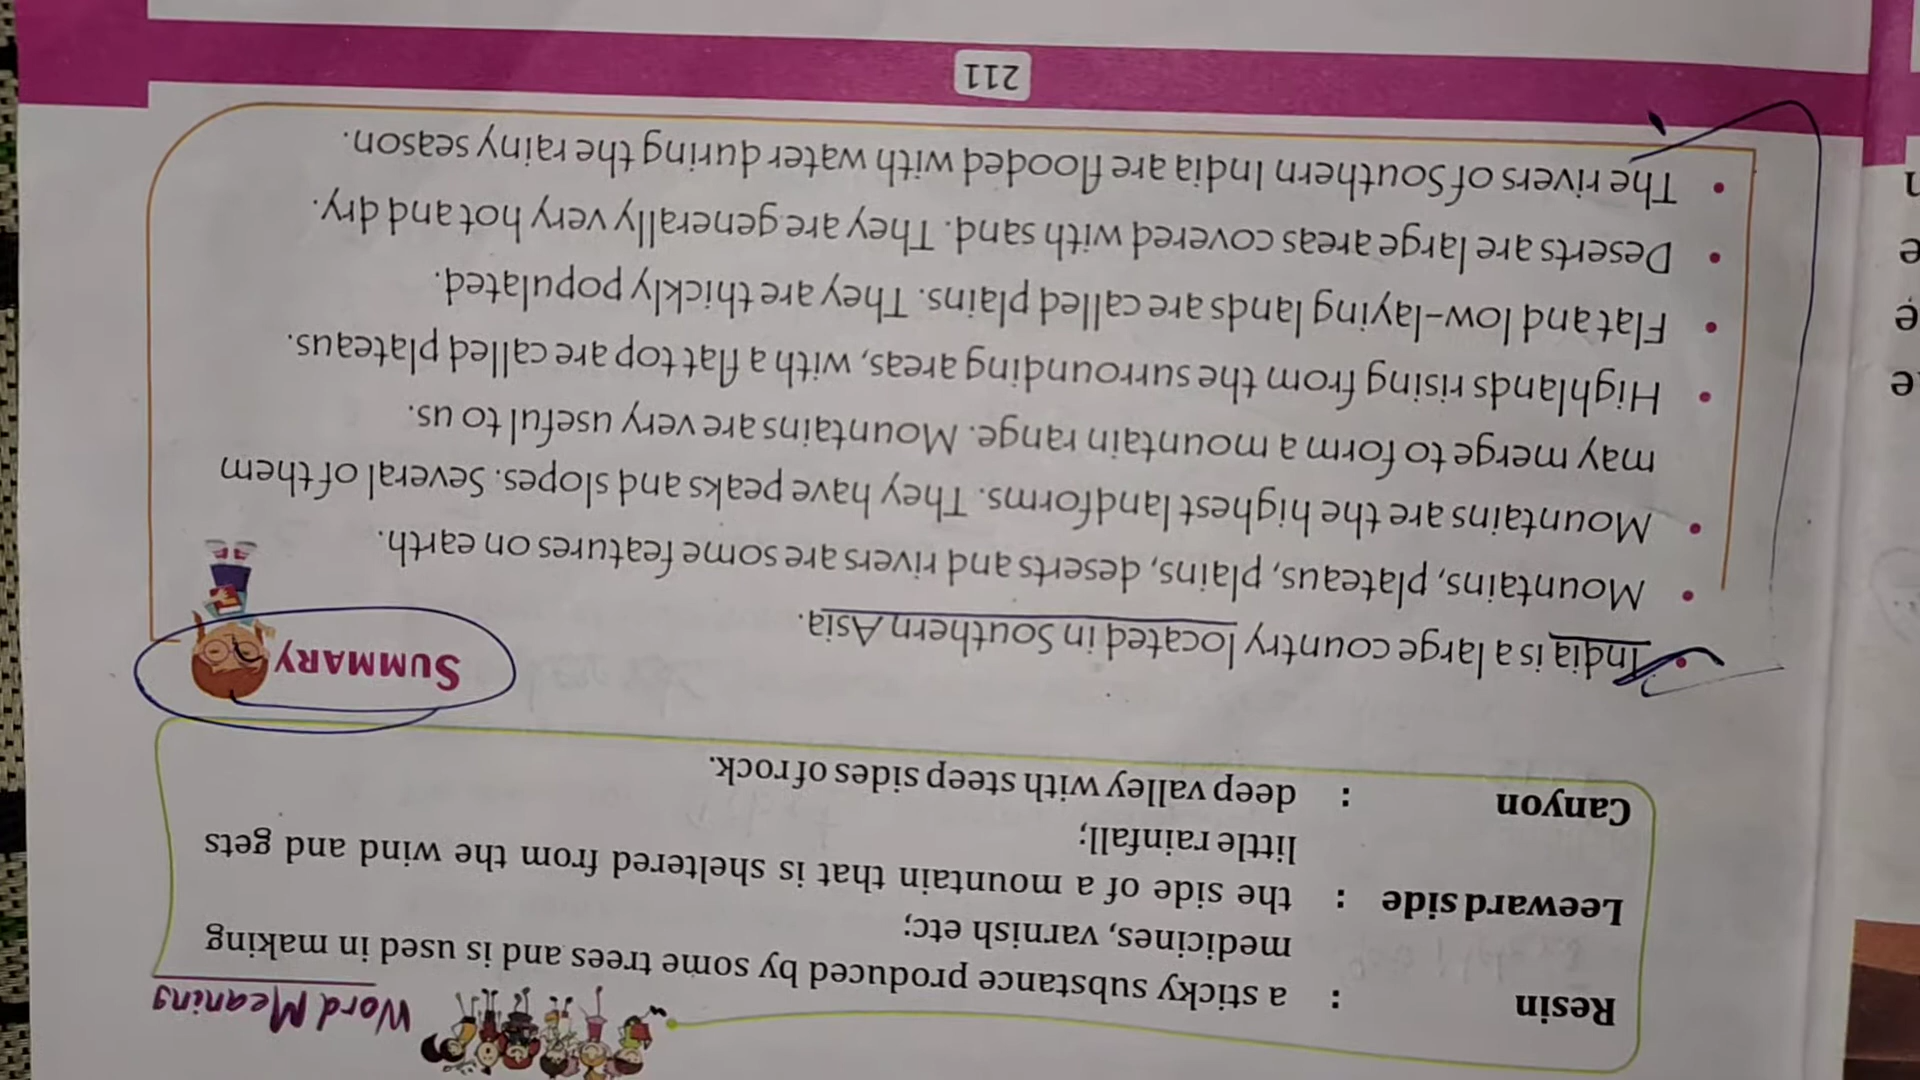 Word Meaning
Resin : a sticky substance produced by some trees and is used in making
medicines, varnish etc;
Leeward side : the side of a mountain that is sheltered from the wind and gets
little rainfall;
Canyon : deep valley with steep sides of rock.
SUMMARY
• India is a large country located in Southern Asia.
• Mountains, plateaus, plains, deserts and rivers are some features on earth.
• Mountains are the highest landforms. They have peaks and slopes. Several of them
may merge to form a mountain range. Mountains are very useful to us.
• Highlands rising from the surrounding areas, with a flat top are called plateaus.
• Flat and low-laying lands are called plains. They are thickly populated.
• Deserts are large areas covered with sand. They are generally very hot and dry.
• The rivers of Southern India are flooded with water during the rainy season.
211